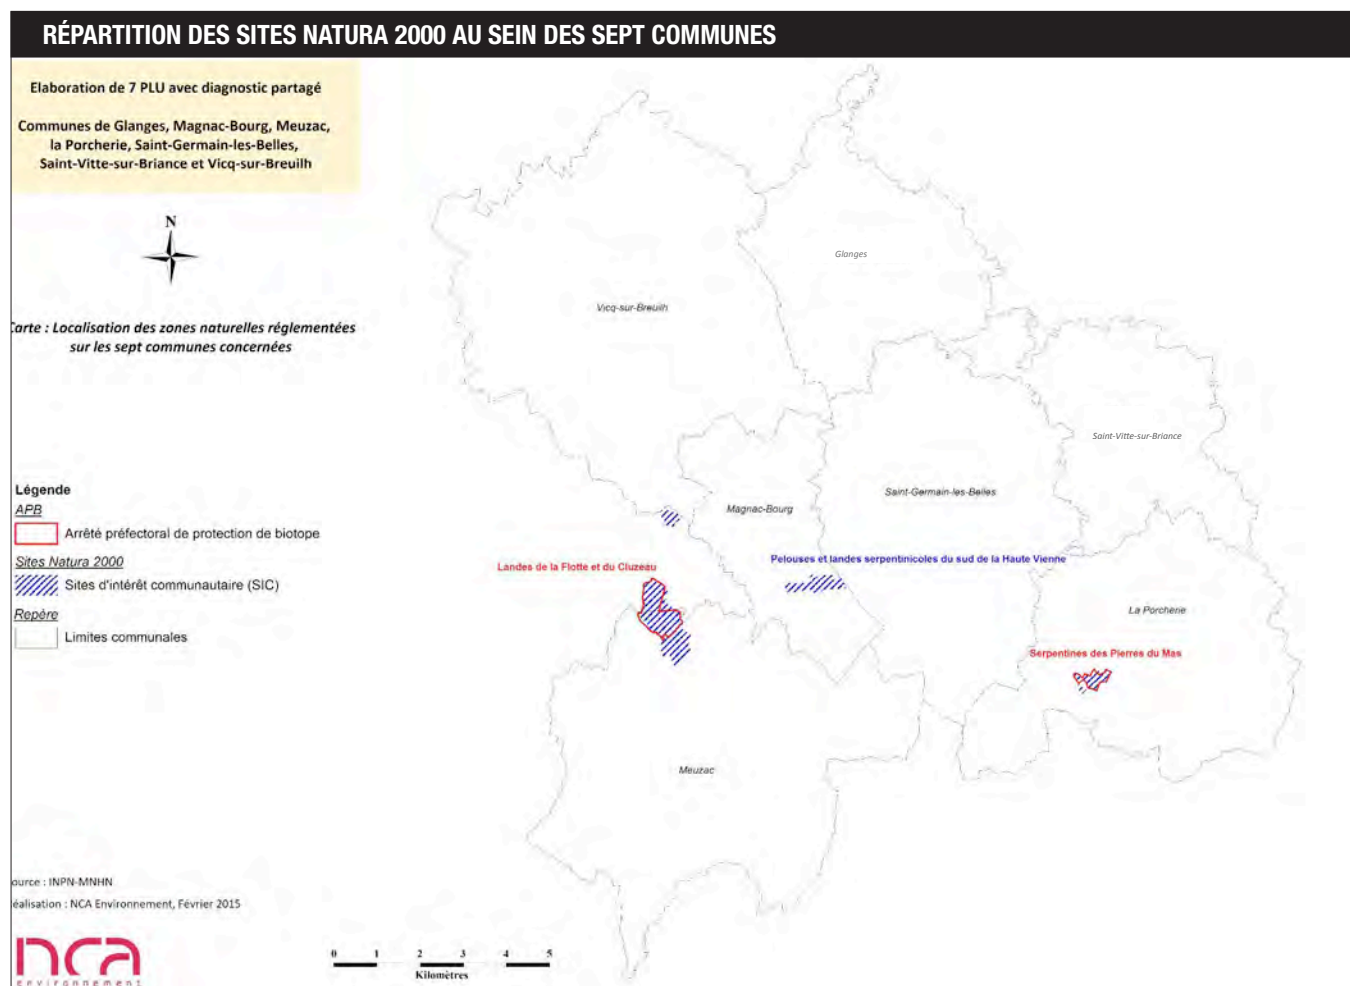 RÉPARTITION DES SITES NATURA 2000 AU SEIN DES SEPT COMMUNES
Elaboration de 7 PLU avec diagnostic partagé
Communes de Glanges, Magnac-Bourg, Meuzac,
la Porcherie, Saint-Germain-les-Belles,
Saint-Vitte-sur-Briance et Vicq-sur-Breuilh
N
Carte : Localisation des zones naturelles réglementées
sur les sept communes concernées
Glanges
Vicq-sur-Breuilh
Saint-Vitte-sur-Briance
Saint-Germain-les-Belles
Magnac-Bourg
Pelouses et landes serpentinicoles du sud de la Haute Vienne
Landes de la Flotte et du Cluzeau
La Porcherie
Serpentines des Pierres du Mas
Meuzac
Légende
APB
Arrêté préfectoral de protection de biotope
Sites Natura 2000
Sites d'intérêt communautaire (SIC)
Repère
Limites communales
ource : INPN-MNHN
éalisation : NCA Environnement, Février 2015
nca
environnement
0 1 2 3 4 5
Kilomètres